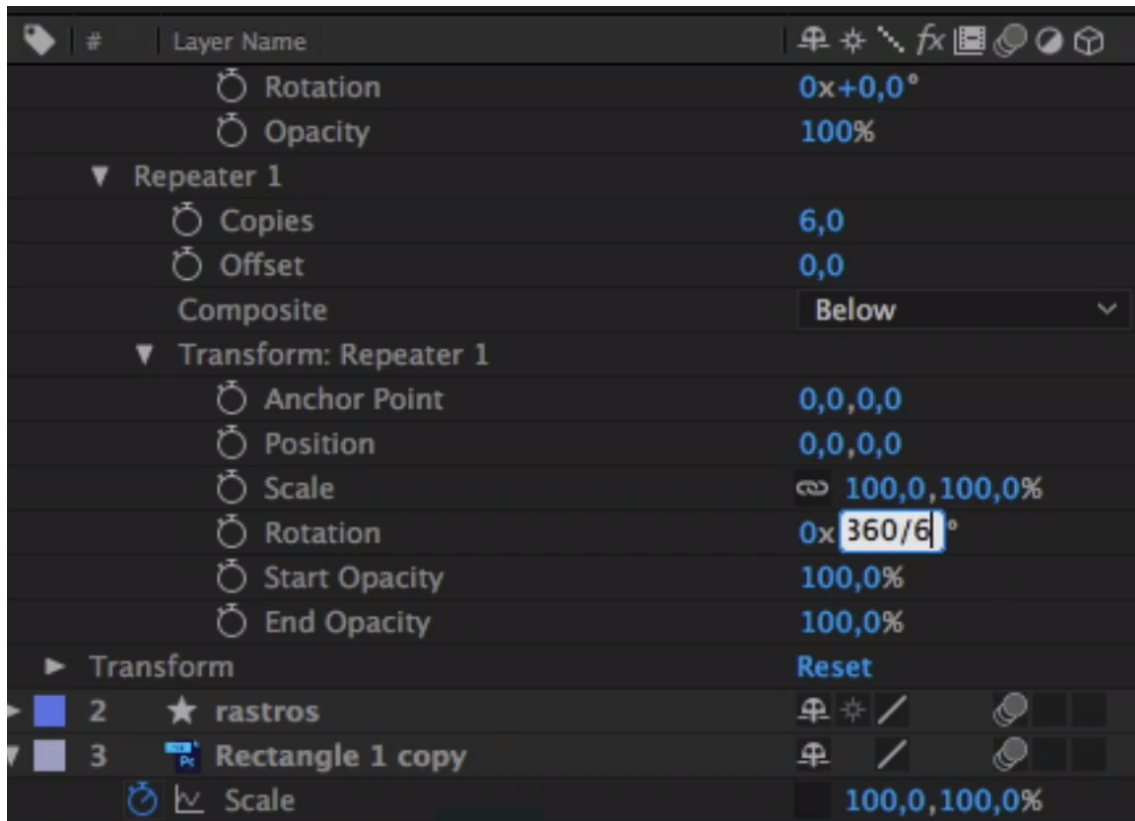 # Layer Name fx
Rotation 0x+0,0°
Opacity 100%
Repeater 1
Copies 6,0
Offset 0,0
Composite Below
Transform: Repeater 1
Anchor Point 0,0,0,0
Position 0,0,0,0
Scale 100,0,100,0%
Rotation 0x 360/6 °
Start Opacity 100,0%
End Opacity 100,0%
Transform Reset
2 rastros
3 Rectangle 1 copy
Scale 100,0,100,0%